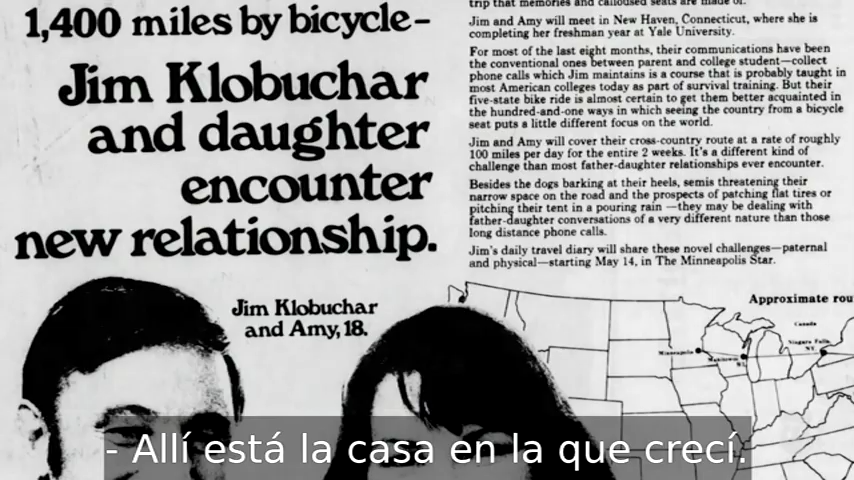 1,400 miles by bicycle–
Jim Klobuchar
and daughter
encounter
new relationship.
Jim Klobuchar
and Amy, 18.
trip that memories and calloused seats are made of.
Jim and Amy will meet in New Haven, Connecticut, where she is
completing her freshman year at Yale University.
For most of the last eight months, their communications have been
the conventional ones between parent and college student—collect
phone calls which Jim maintains is a course that is probably taught in
most American colleges today as part of survival training. But their
five-state bike ride is almost certain to get them better acquainted in
the hundred-and-one ways in which seeing the country from a bicycle
seat puts a little different focus on the world.
Jim and Amy will cover their cross-country route at a rate of roughly
100 miles per day for the entire 2 weeks. It's a different kind of
challenge than most father-daughter relationships ever encounter.
Besides the dogs barking at their heels, semis threatening their
narrow space on the road and the prospects of patching flat tires or
pitching their tent in a pouring rain —they may be dealing with
father-daughter conversations of a very different nature than those
long distance phone calls.
Jim's daily travel diary will share these novel challenges—paternal
and physical—starting May 14, in The Minneapolis Star.
Approximate rou
Canada
Niagara Falls,
N.Y.
Minneapolis
- Allí está la casa en la que crecí.